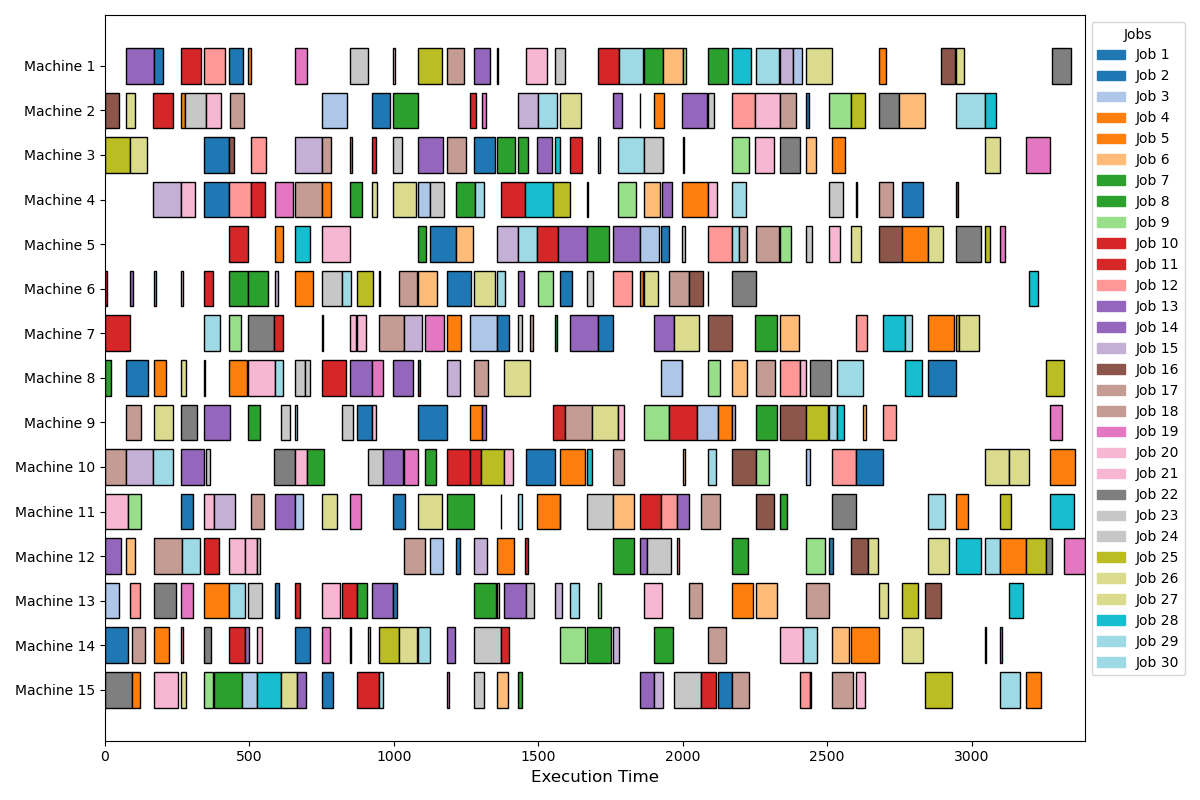 Machine 1
Machine 2
Machine 3
Machine 4
Machine 5
Machine 6
Machine 7
Machine 8
Machine 9
Machine 10
Machine 11
Machine 12
Machine 13
Machine 14
Machine 15
0 500 1000 1500 2000 2500 3000
Execution Time
Jobs
Job 1
Job 2
Job 3
Job 4
Job 5
Job 6
Job 7
Job 8
Job 9
Job 10
Job 11
Job 12
Job 13
Job 14
Job 15
Job 16
Job 17
Job 18
Job 19
Job 20
Job 21
Job 22
Job 23
Job 24
Job 25
Job 26
Job 27
Job 28
Job 29
Job 30